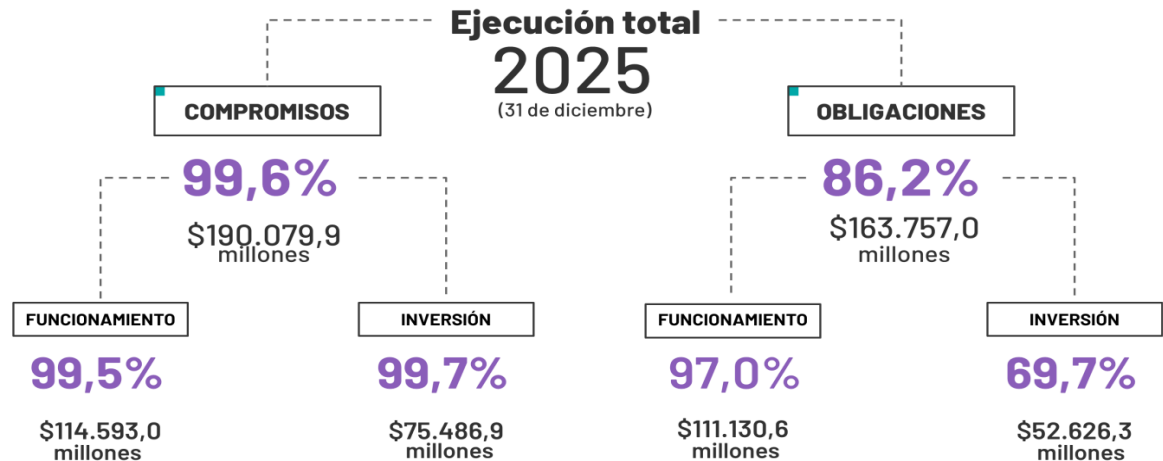 Ejecución total
2025
(31 de diciembre)
COMPROMISOS
99,6%
$190.079,9
millones
FUNCIONAMIENTO
99,5%
$114.593,0
millones
INVERSIÓN
99,7%
$75.486,9
millones
OBLIGACIONES
86,2%
$163.757,0
millones
FUNCIONAMIENTO
97,0%
$111.130,6
millones
INVERSIÓN
69,7%
$52.626,3
millones